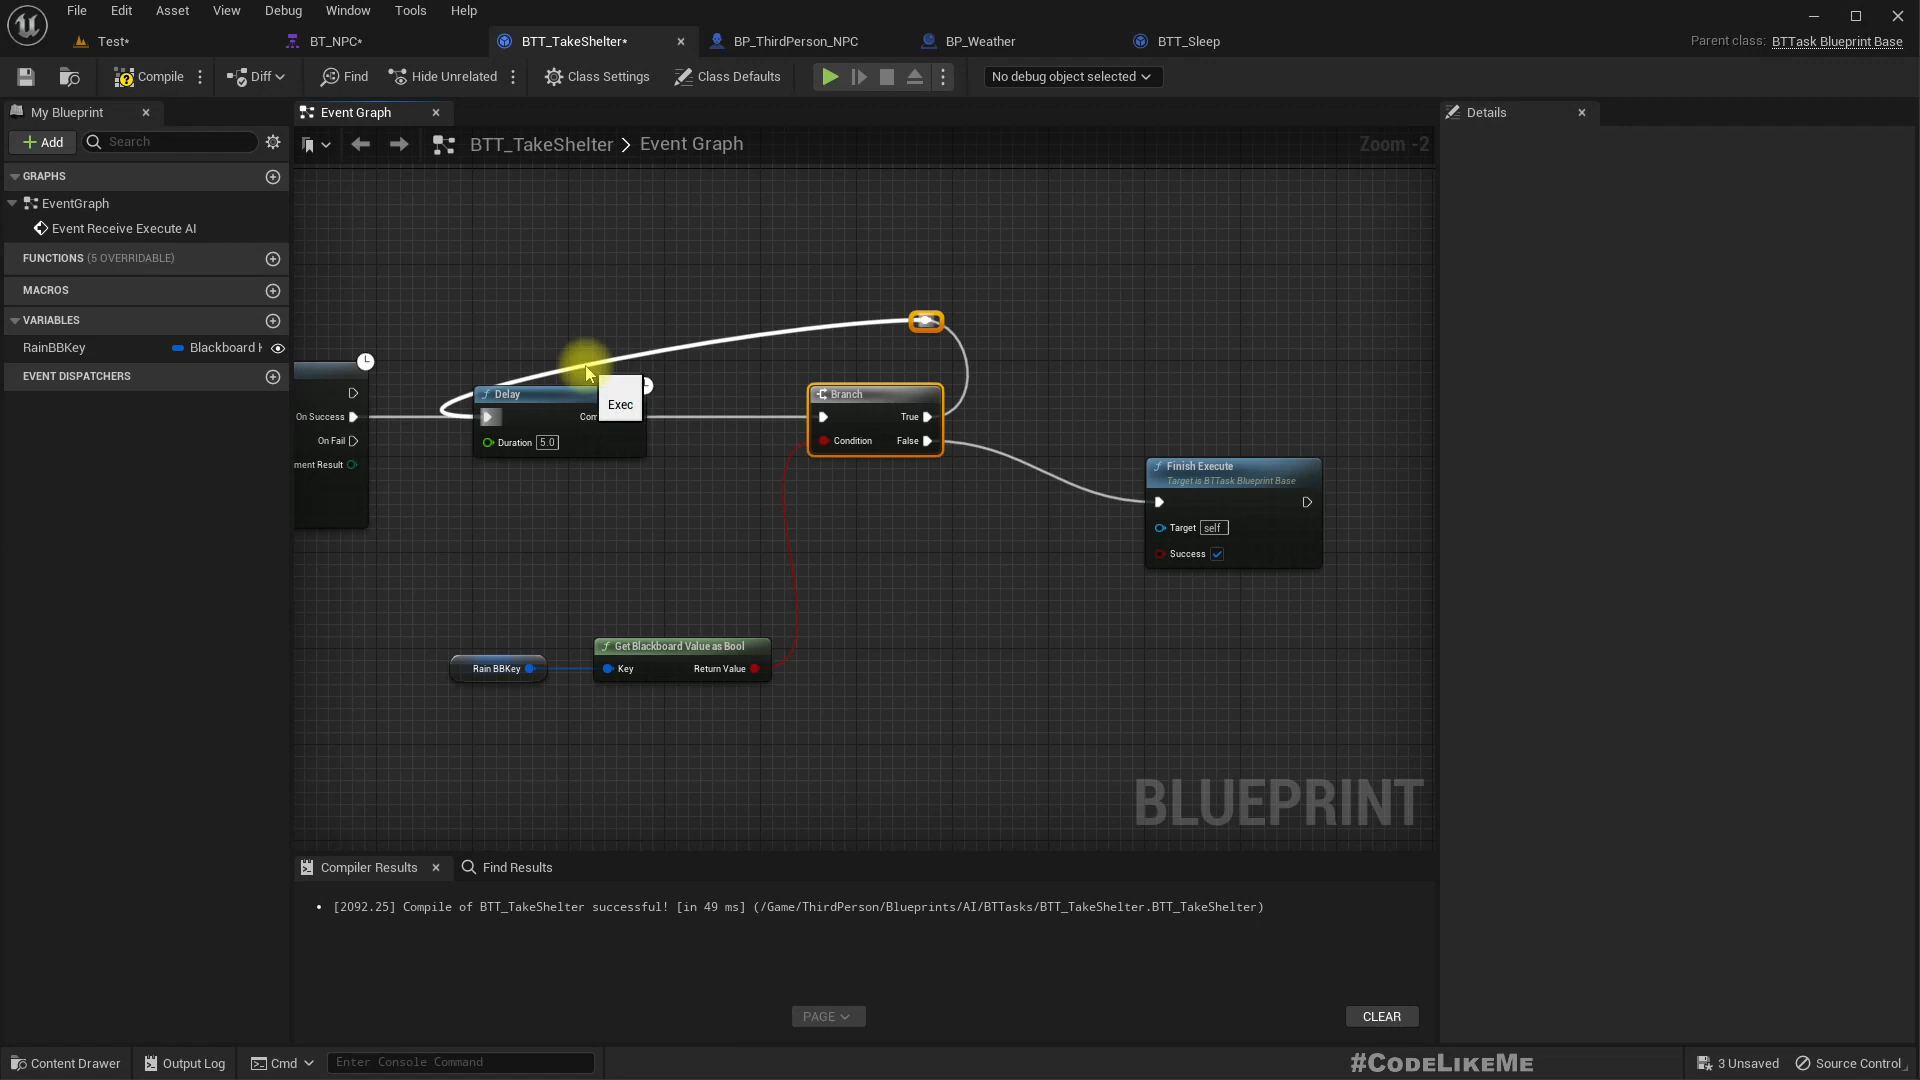 File Edit Asset View Debug Window Tools Help
Test* BT_NPC* BTT_TakeShelter* BP_ThirdPerson_NPC BP_Weather BTT_Sleep Parent class: BTTask Blueprint Base
Compile Diff Find Hide Unrelated Class Settings Class Defaults No debug object selected
My Blueprint Event Graph Details
Add Search BTT_TakeShelter > Event Graph Zoom -2
GRAPHS
EventGraph
Event Receive Execute AI
FUNCTIONS (5 OVERRIDABLE)
MACROS
VARIABLES
RainBBKey Blackboard
EVENT DISPATCHERS
On Success
On Fail
ment Result
Delay
Com
Duration 5.0
Exec
Branch
True
Condition False
Finish Execute
Target is BTTask Blueprint Base
Target self
Success
Rain BBKey
Get Blackboard Value as Bool
Key Return Value
BLUEPRINT
Compiler Results Find Results
[2092.25] Compile of BTT_TakeShelter successful! [in 49 ms] (/Game/ThirdPerson/Blueprints/AI/BTTasks/BTT_TakeShelter.BTT_TakeShelter)
PAGE CLEAR
Content Drawer Output Log Cmd Enter Console Command #CODELIKEME 3 Unsaved Source Control